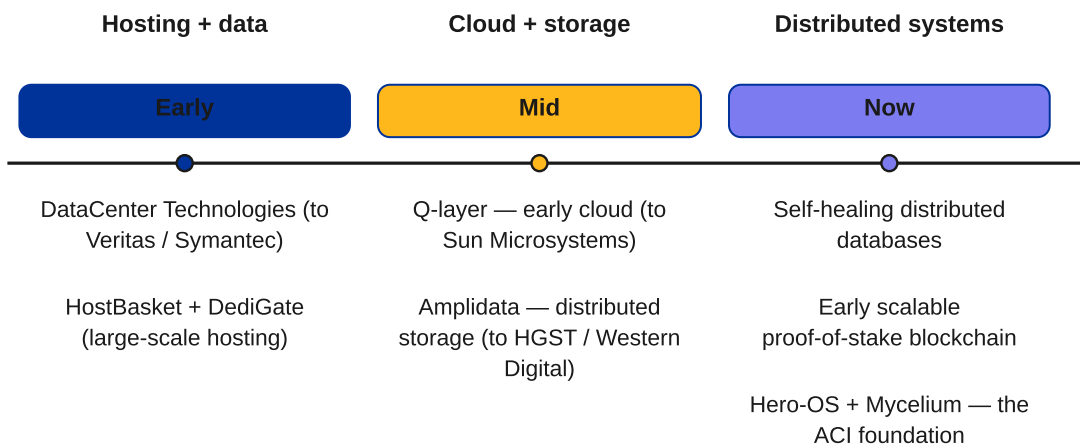 Hosting + data
Cloud + storage
Distributed systems
Early
Mid
Now
DataCenter Technologies (to
Veritas / Symantec)
HostBasket + DediGate
(large-scale hosting)
Q-layer — early cloud (to
Sun Microsystems)
Amplidata — distributed
storage (to HGST / Western
Digital)
Self-healing distributed
databases
Early scalable
proof-of-stake blockchain
Hero-OS + Mycelium — the
ACI foundation